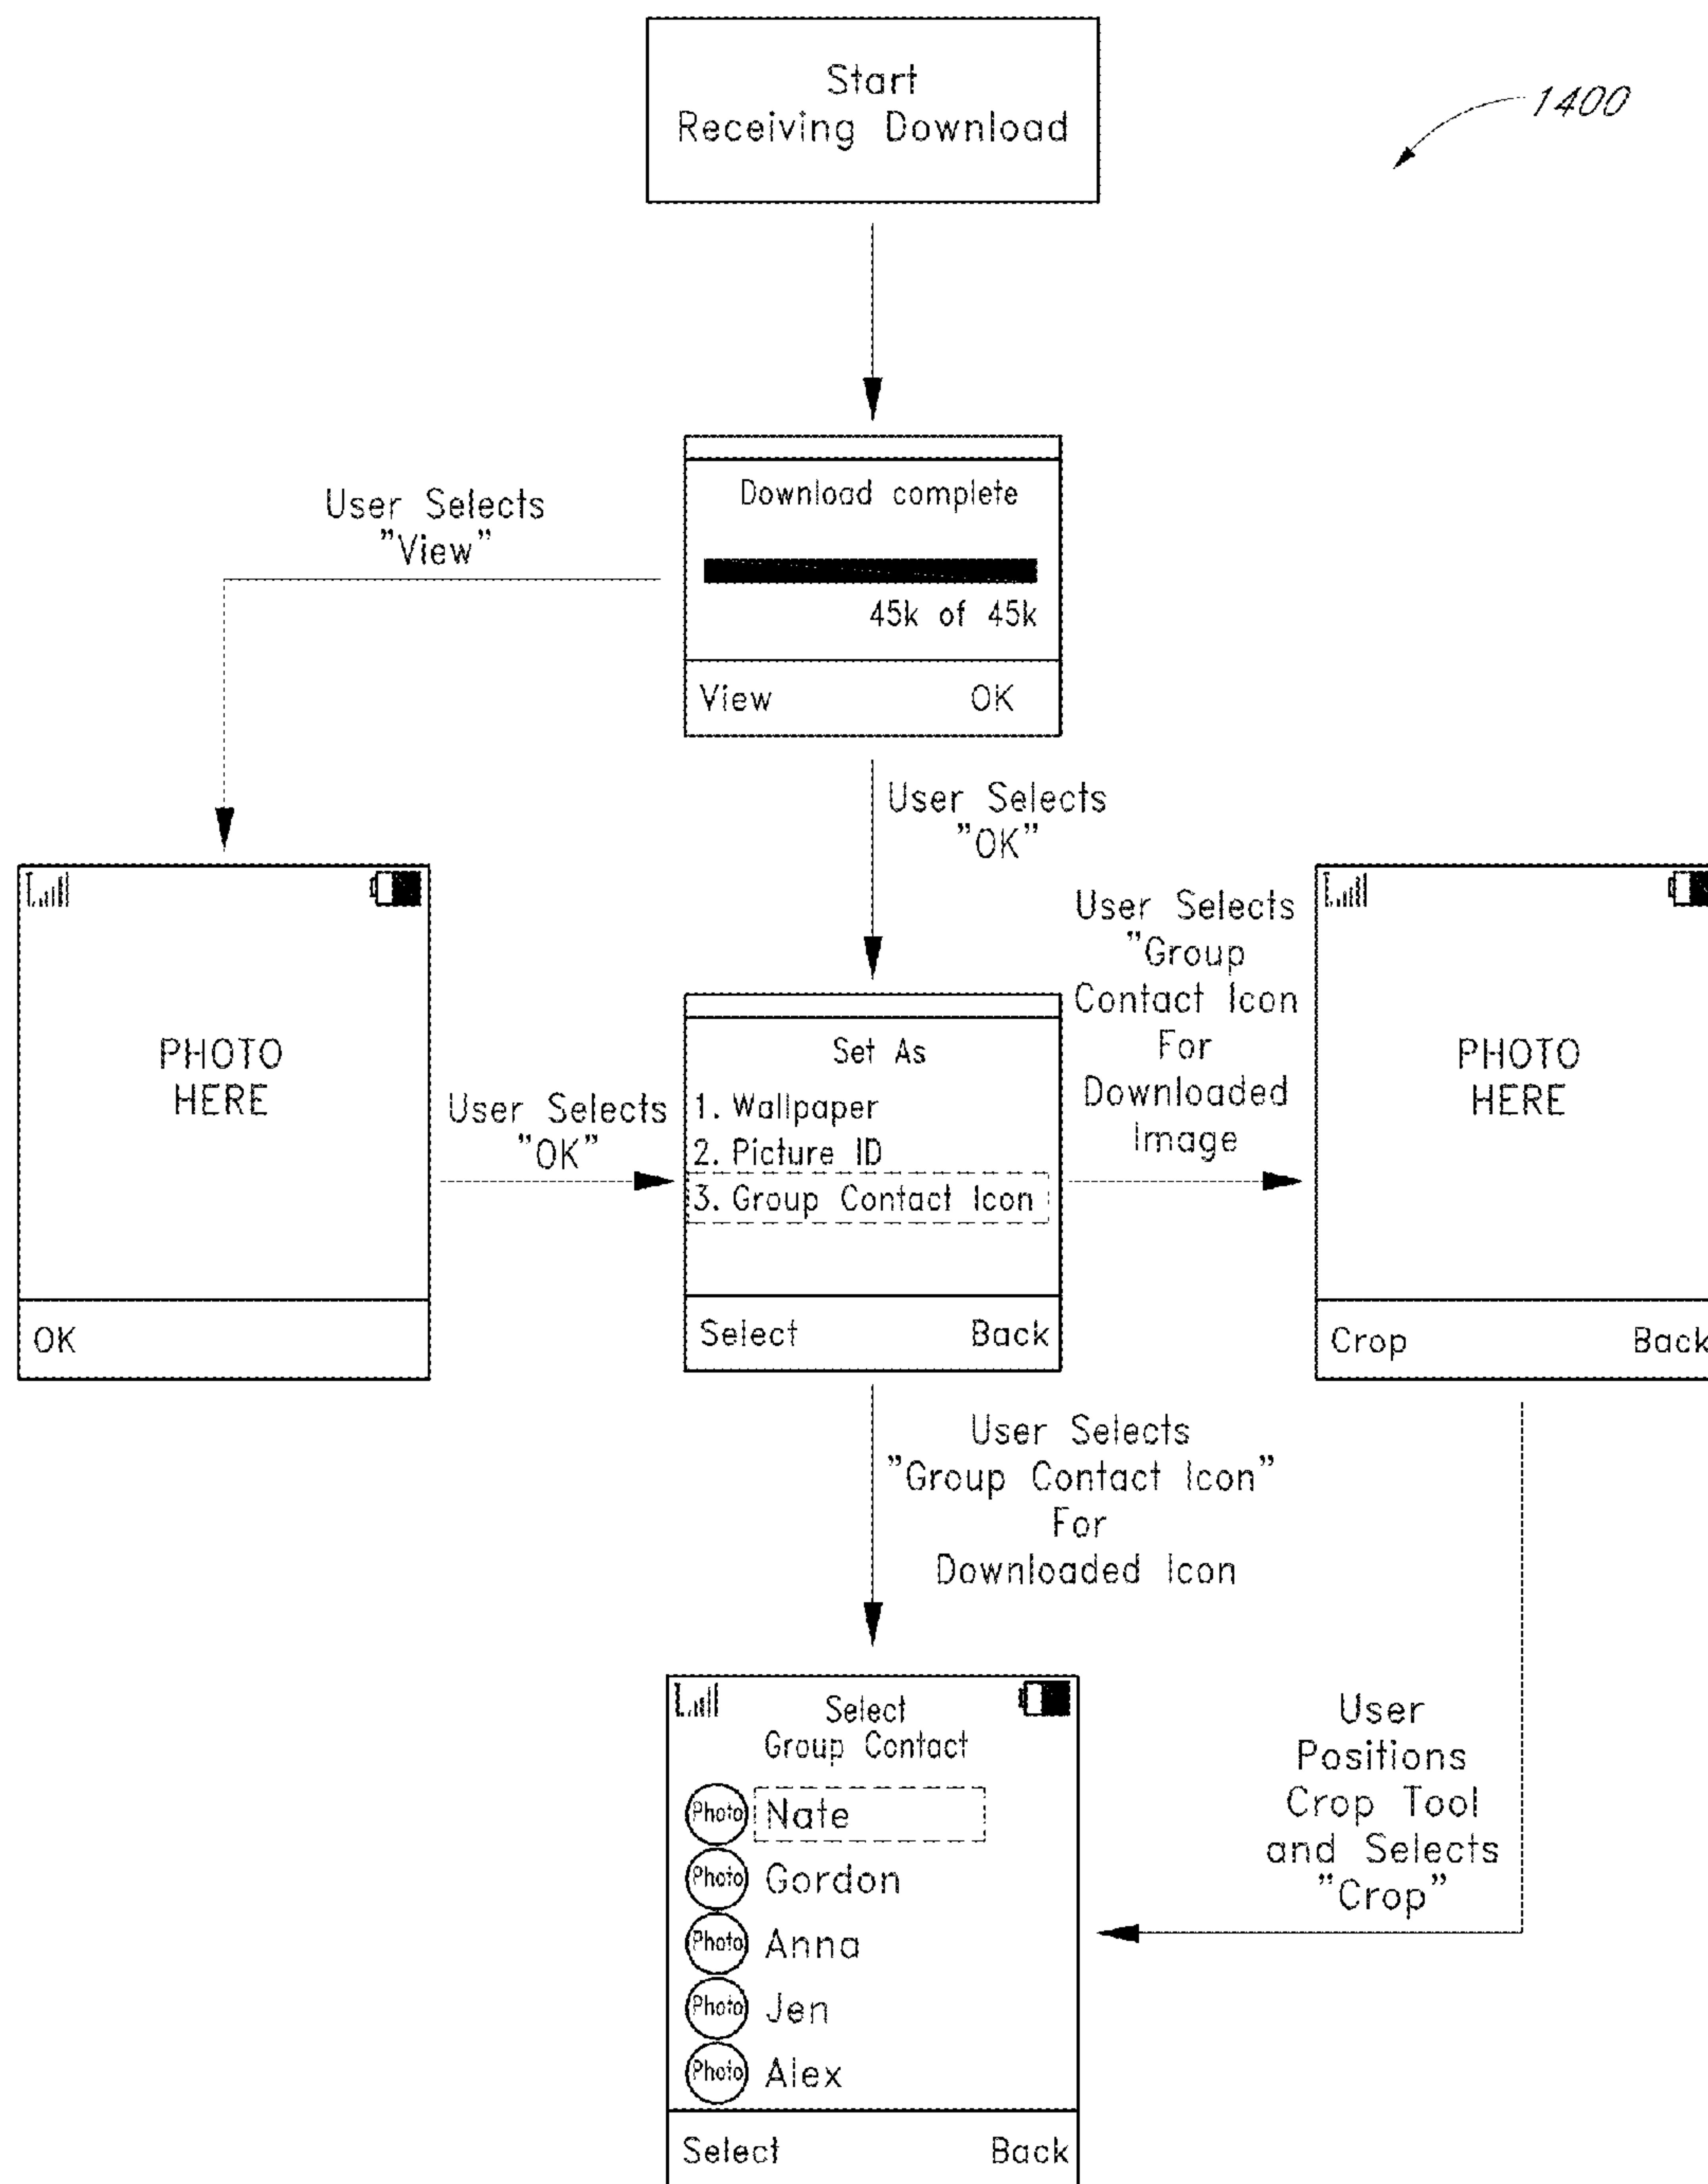 Start
Receiving Download
1400
Download complete
45k of 45k
View OK
User Selects
"View"
User Selects
"OK"
PHOTO
HERE
OK
User Selects
"OK"
Set As
1. Wallpaper
2. Picture ID
3. Group Contact Icon
Select Back
User Selects
"Group
Contact Icon
For
Downloaded
Image
PHOTO
HERE
Crop Back
User Selects
"Group Contact Icon"
For
Downloaded Icon
Select
Group Contact
Photo Nate
Photo Gordon
Photo Anna
Photo Jen
Photo Alex
Select Back
User
Positions
Crop Tool
and Selects
"Crop"